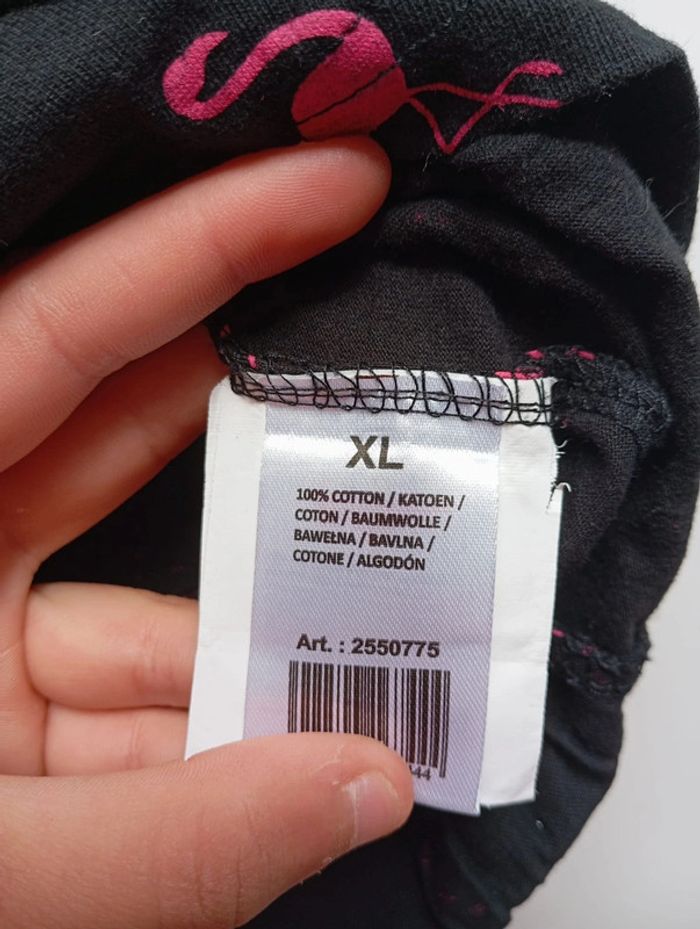 XL
100% COTTON / KATOEN /
COTON / BAUMWOLLE /
BAWEŁNA / BAVLNA /
COTONE / ALGODÓN
Art. : 2550775